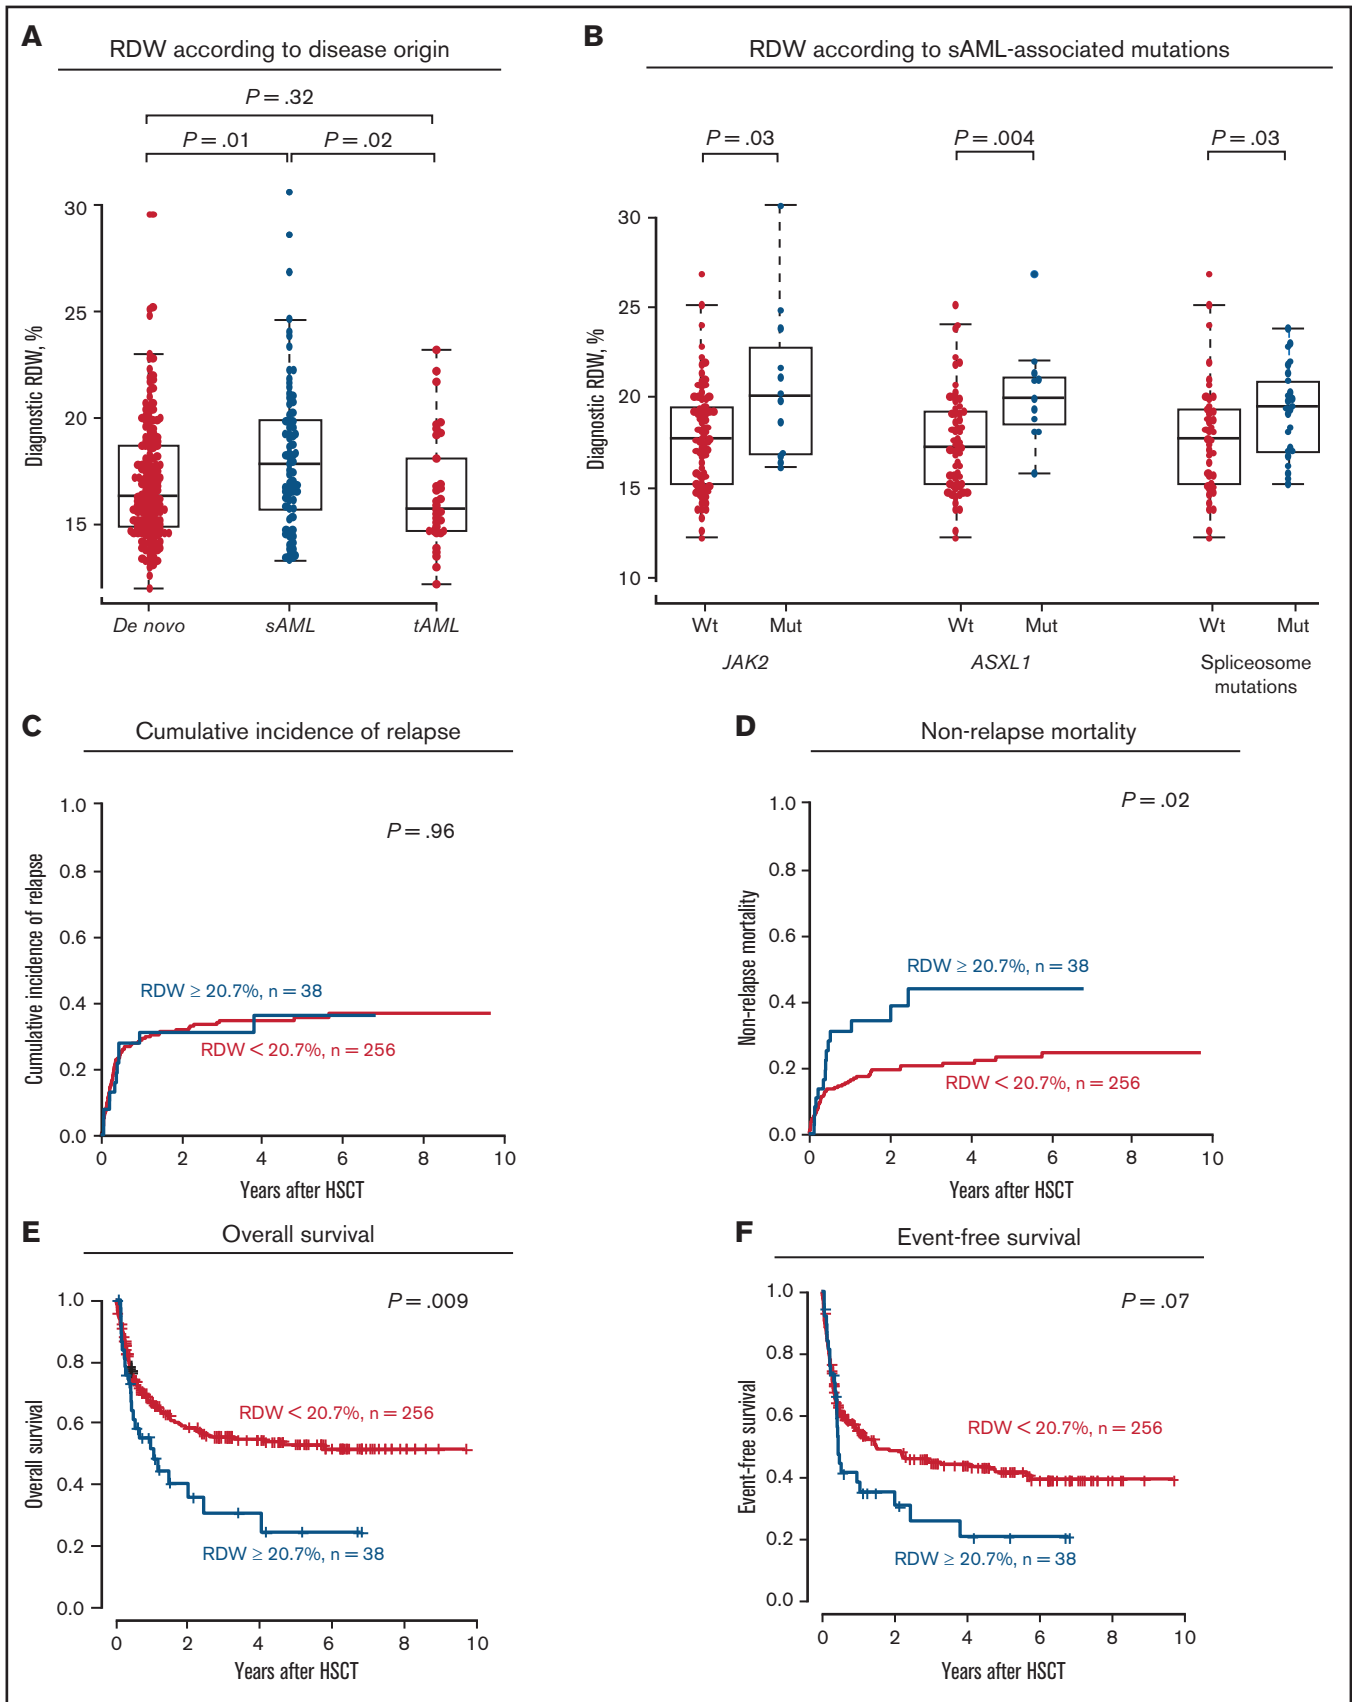 A
RDW according to disease origin
P = .32
P = .01
P = .02
Diagnostic RDW, %
30
25
20
15
De novo
sAML
tAML
B
RDW according to sAML-associated mutations
P = .03
P = .004
P = .03
Diagnostic RDW, %
30
25
20
15
10
Wt
Mut
Wt
Mut
Wt
Mut
JAK2
ASXL1
Spliceosome
mutations
C
Cumulative incidence of relapse
P = .96
Cumulative incidence of relapse
1.0
0.8
0.6
0.4
0.2
0.0
RDW ≥ 20.7%, n = 38
RDW < 20.7%, n = 256
0
2
4
6
8
10
Years after HSCT
D
Non-relapse mortality
P = .02
Non-relapse mortality
1.0
0.8
0.6
0.4
0.2
0.0
RDW ≥ 20.7%, n = 38
RDW < 20.7%, n = 256
0
2
4
6
8
10
Years after HSCT
E
Overall survival
P = .009
Overall survival
1.0
0.8
0.6
0.4
0.2
0.0
RDW < 20.7%, n = 256
RDW ≥ 20.7%, n = 38
0
2
4
6
8
10
Years after HSCT
F
Event-free survival
P = .07
Event-free survival
1.0
0.8
0.6
0.4
0.2
0.0
RDW < 20.7%, n = 256
RDW ≥ 20.7%, n = 38
0
2
4
6
8
10
Years after HSCT